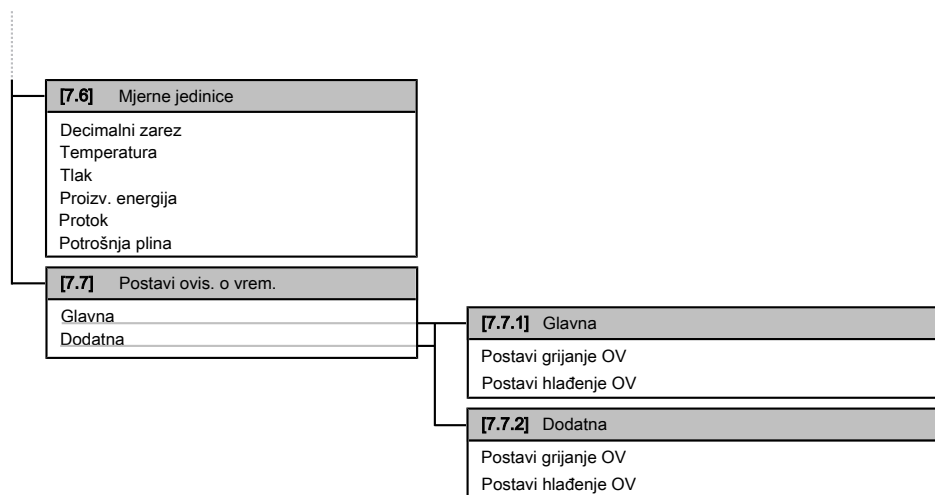 [7.6] Mjerne jedinice
Decimalni zarez
Temperatura
Tlak
Proizv. energija
Protok
Potrošnja plina
[7.7] Postavi ovis. o vrem.
Glavna
Dodatna
[7.7.1] Glavna
Postavi grijanje OV
Postavi hlađenje OV
[7.7.2] Dodatna
Postavi grijanje OV
Postavi hlađenje OV